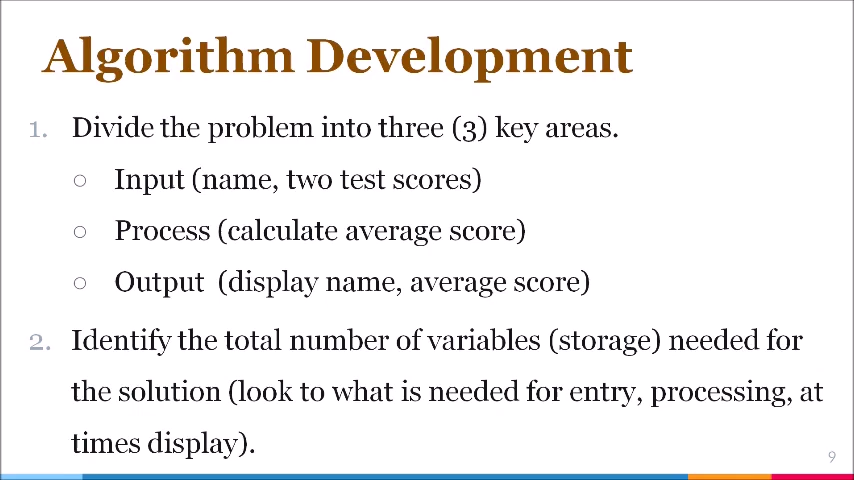 Algorithm Development
1. Divide the problem into three (3) key areas.
○ Input (name, two test scores)
○ Process (calculate average score)
○ Output (display name, average score)
2. Identify the total number of variables (storage) needed for
the solution (look to what is needed for entry, processing, at
times display).
9